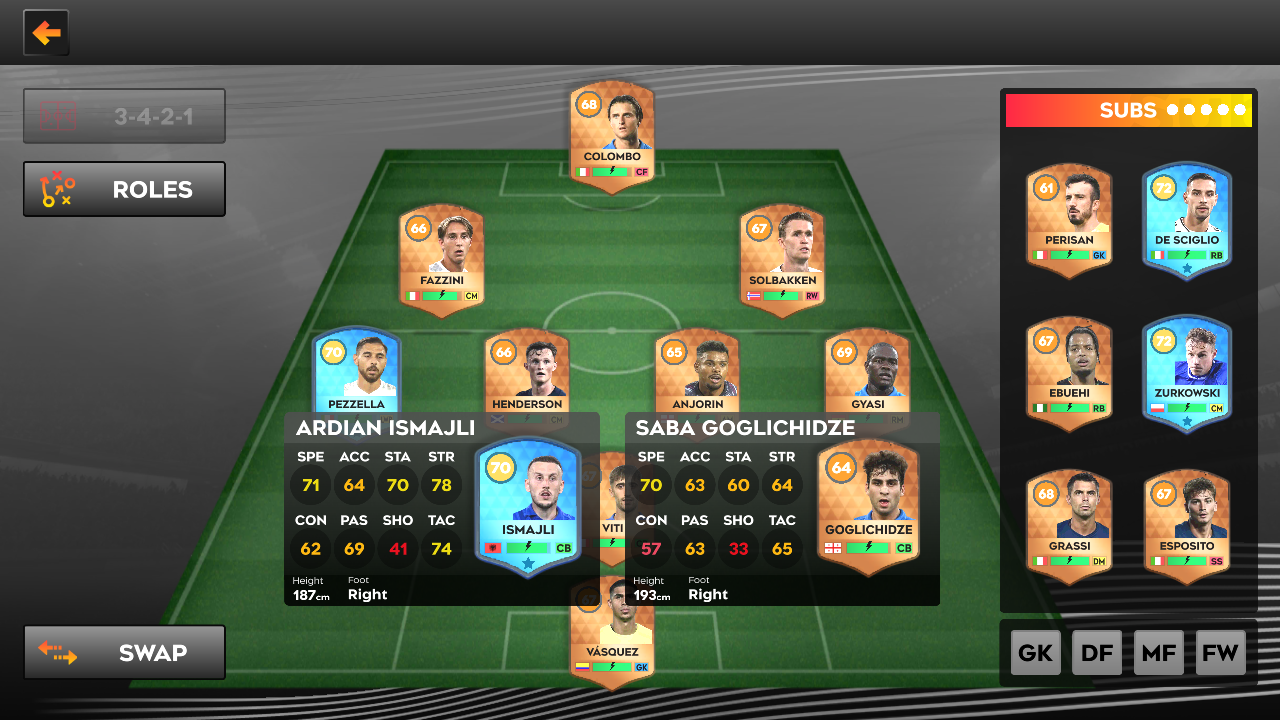 3-4-2-1
ROLES
SWAP
68
COLOMBO
CF
66
FAZZINI
CM
67
SOLBAKKEN
RW
70
PEZZELLA
66
HENDERSON
CM
65
ANJORIN
69
GYASI
RM
ARDIAN ISMAJLI
SPE ACC STA STR
71 64 70 78
CON PAS SHO TAC
62 69 41 74
Height Foot
187cm Right
70
ISMAJLI
CB
VITI
SABA GOGLICHIDZE
SPE ACC STA STR
70 63 60 64
CON PAS SHO TAC
57 63 33 65
Height Foot
193cm Right
64
GOGLICHIDZE
CB
VÁSQUEZ
GK
SUBS
61
PERISAN
GK
72
DE SCIGLIO
RB
67
EBUEHI
RB
72
ZURKOWSKI
CM
68
GRASSI
DM
67
ESPOSITO
SS
GK DF MF FW